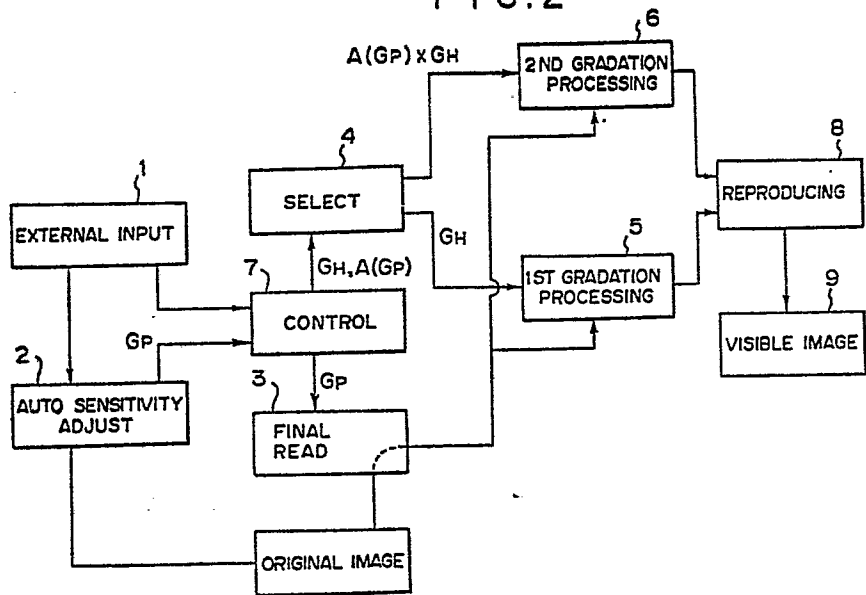 FIG.2
6
A(GP)XGH
2ND GRADATION
PROCESSING
4
8
1
SELECT
REPRODUCING
EXTERNAL INPUT
GH
5
7
GH,A(GP)
1ST GRADATION
PROCESSING
CONTROL
9
GP
2
VISIBLE IMAGE
3
GP
AUTO SENSITIVITY
ADJUST
FINAL
READ
ORIGINAL IMAGE